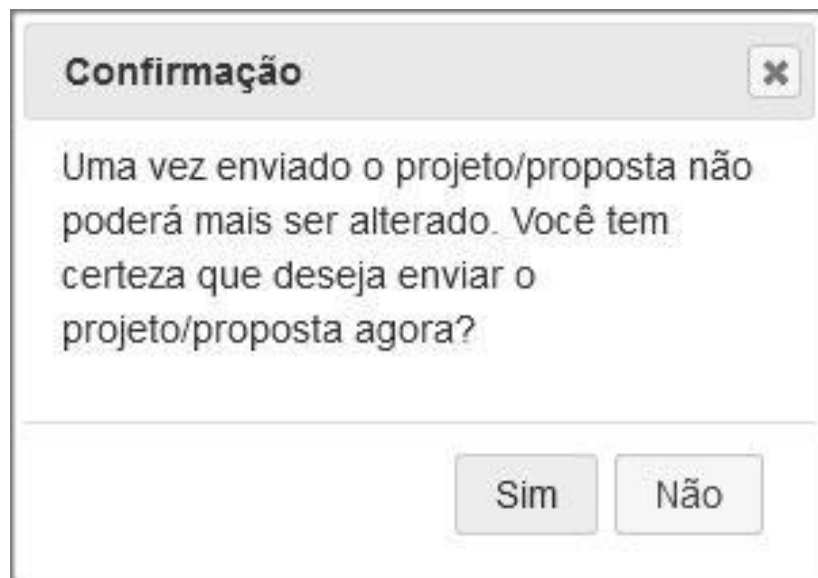 Confirmação
Uma vez enviado o projeto/proposta não
poderá mais ser alterado. Você tem
certeza que deseja enviar o
projeto/proposta agora?
Sim Não